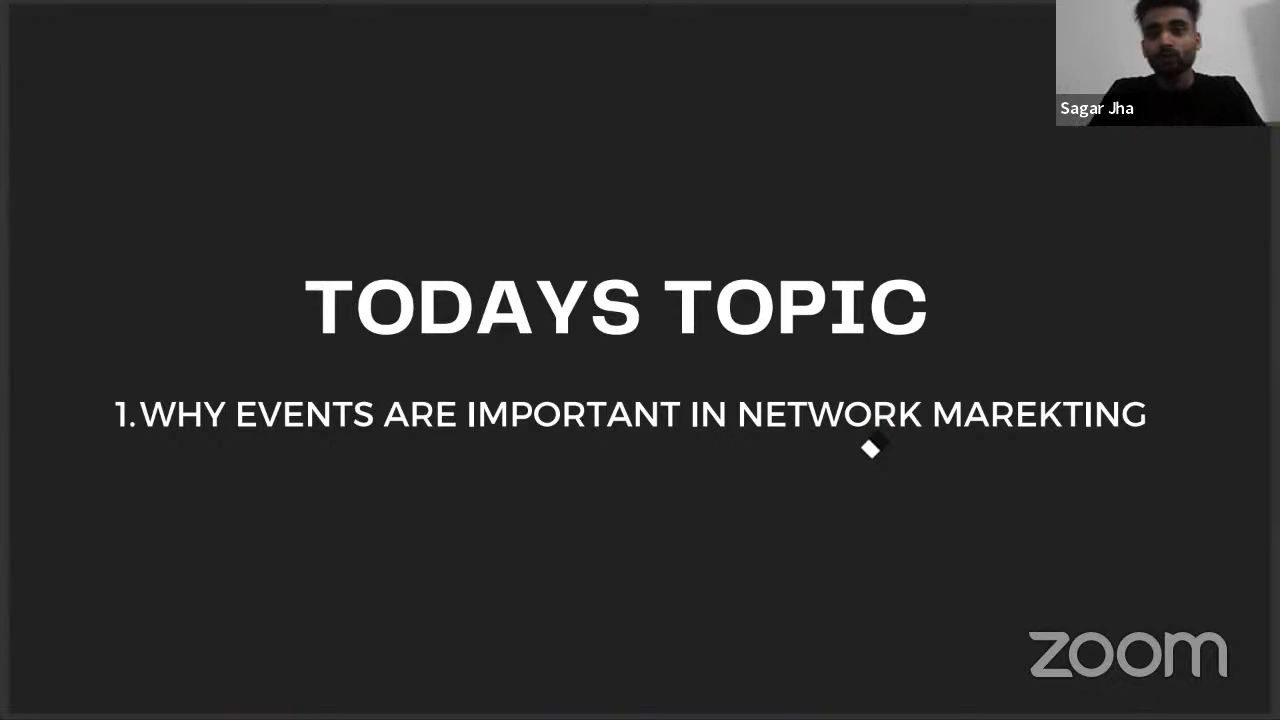 Sagar Jha
TODAYS TOPIC
1. WHY EVENTS ARE IMPORTANT IN NETWORK MAREKTING
zoom